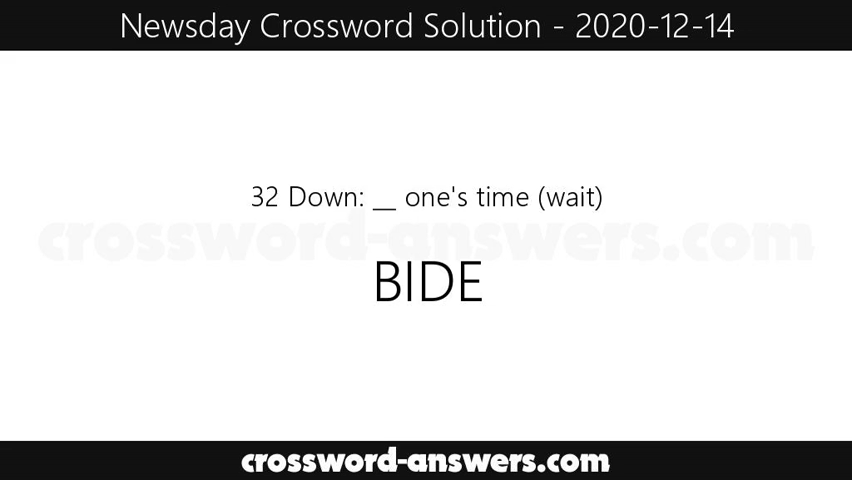 Newsday Crossword Solution - 2020-12-14
32 Down: __ one's time (wait)
crossword-answers.com
BIDE
crossword-answers.com